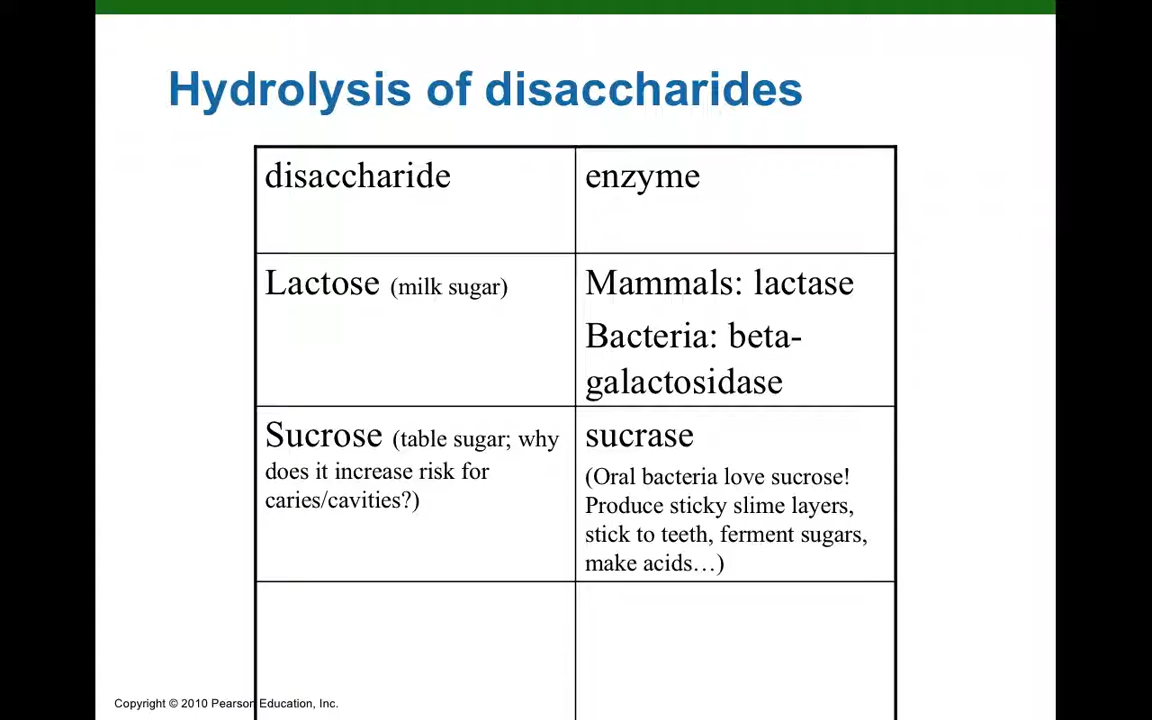 Hydrolysis of disaccharides
disaccharide
enzyme
Lactose (milk sugar)
Mammals: lactase
Bacteria: beta-
galactosidase
Sucrose (table sugar; why
does it increase risk for
caries/cavities?)
sucrase
(Oral bacteria love sucrose!
Produce sticky slime layers,
stick to teeth, ferment sugars,
make acids…)
Copyright © 2010 Pearson Education, Inc.